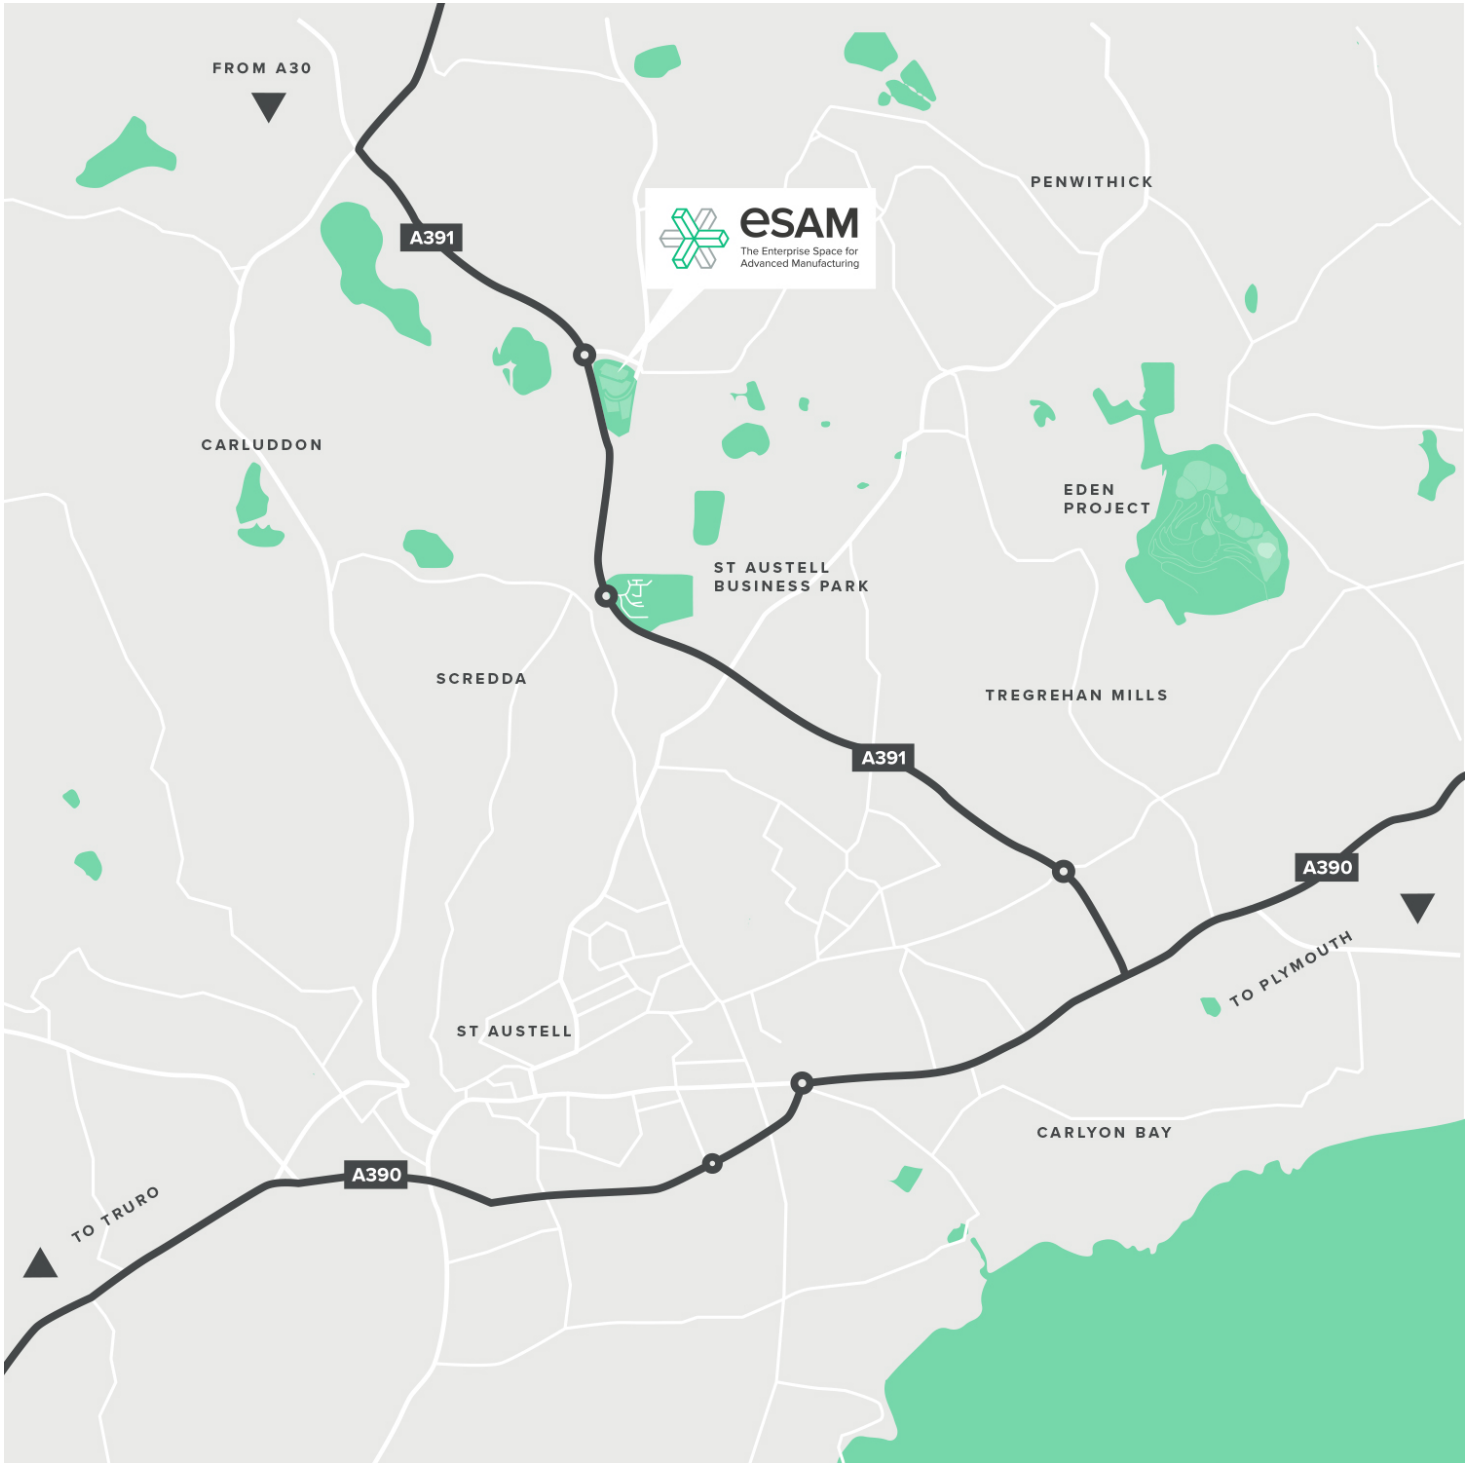 FROM A30
PENWITHICK
A391
eSAM
The Enterprise Space for
Advanced Manufacturing
CARLUDDON
EDEN
PROJECT
ST AUSTELL
BUSINESS PARK
SCREDDA
TREGREHAN MILLS
A391
A390
TO PLYMOUTH
ST AUSTELL
CARLYON BAY
A390
TO TRURO